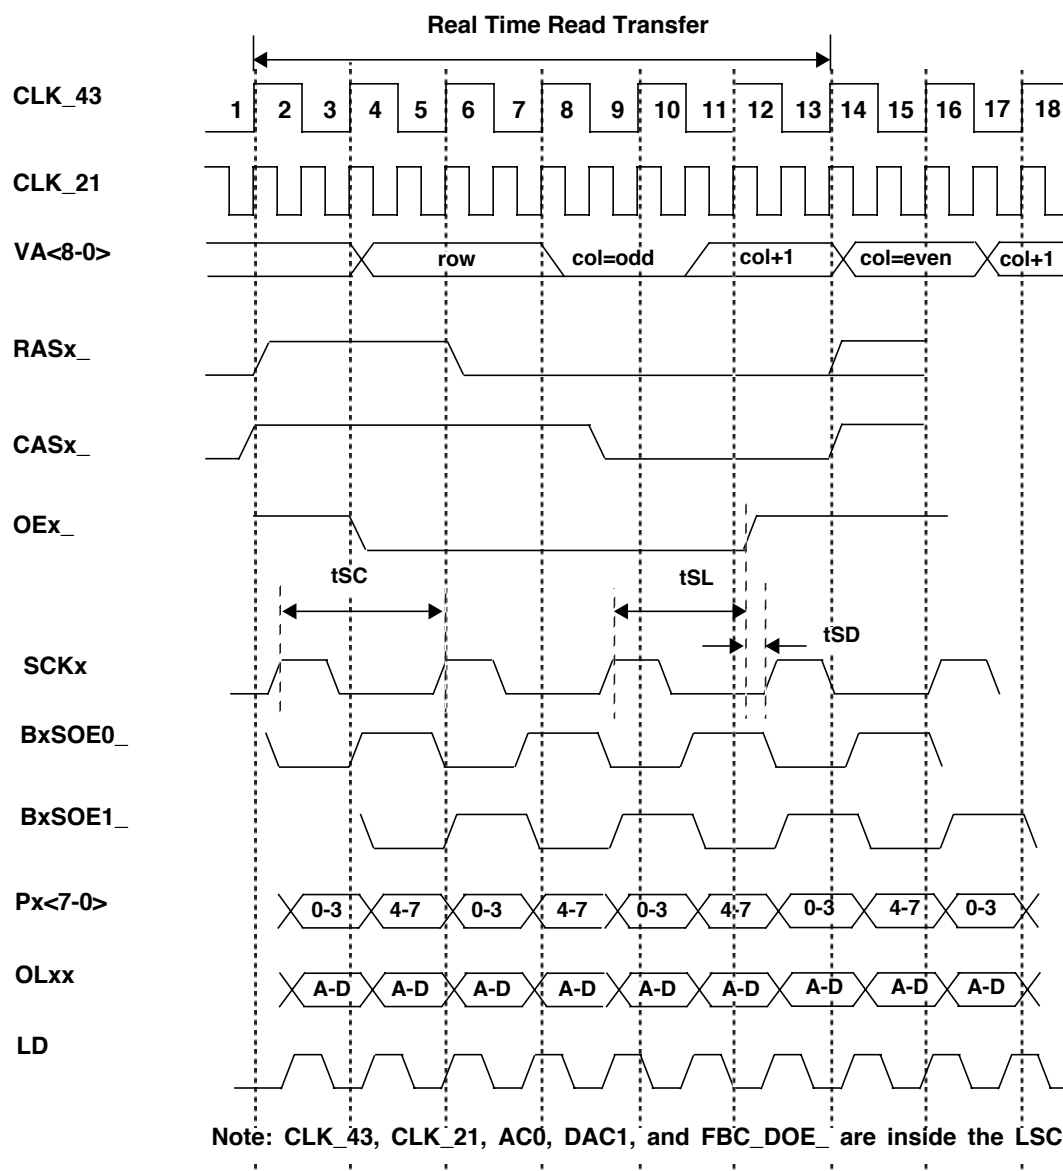 Real Time Read Transfer
CLK_43
1 2 3 4 5 6 7 8 9 10 11 12 13 14 15 16 17 18
CLK_21
VA<8-0>
row col=odd col+1 col=even col+1
RASx_
CASx_
OEx_
tSC tSL
tSD
SCKx
BxSOE0_
BxSOE1_
Px<7-0>
0-3 4-7 0-3 4-7 0-3 4-7 0-3 4-7 0-3
OLxx
A-D A-D A-D A-D A-D A-D A-D A-D A-D
LD
Note: CLK_43, CLK_21, AC0, DAC1, and FBC_DOE_ are inside the LSC